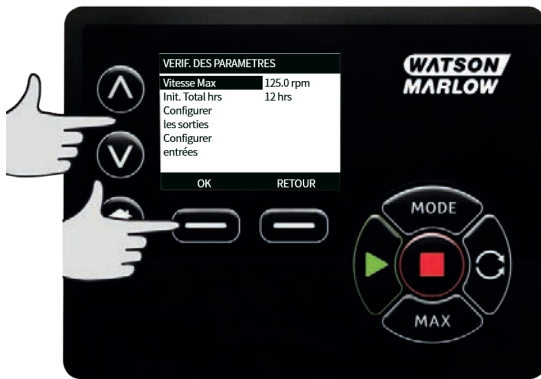 VERIF. DES PARAMETRES
Vitesse Max 125.0 rpm
Init. Total hrs 12 hrs
Configurer
les sorties
Configurer
entrées
OK RETOUR
WATSON
MARLOW
MODE
MAX